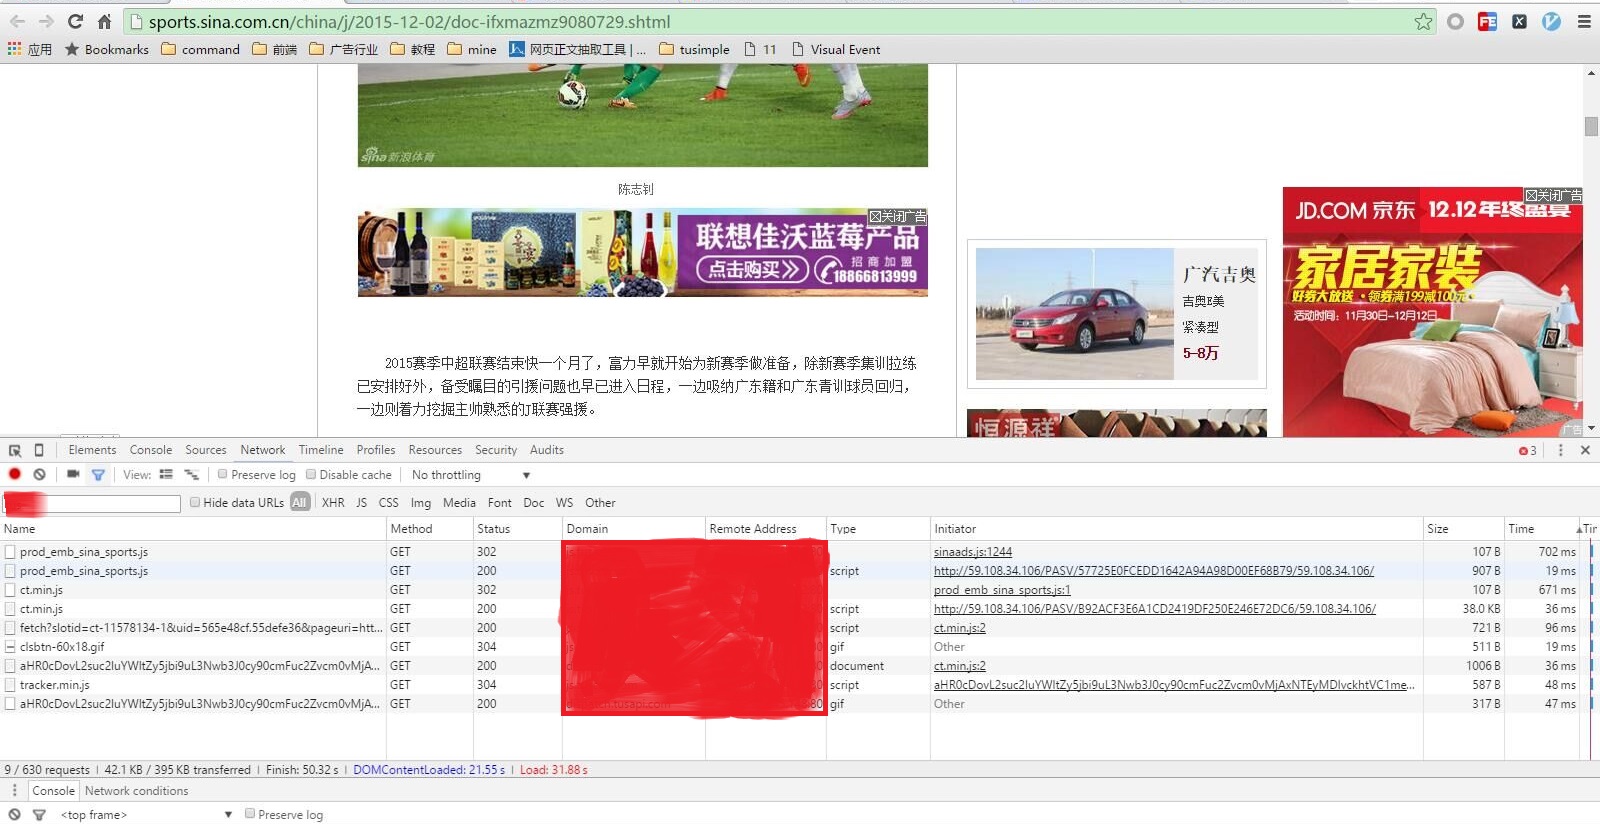 sports.sina.com.cn/china/j/2015-12-02/doc-ifxmazmz9080729.shtml
应用 Bookmarks command 前端 广告行业 教程 mine 网页正文抽取工具 | ... tusimple 11 Visual Event
sina新浪体育
陈志钊
关闭广告
联想佳沃蓝莓产品
招商加盟
点击购买 18866813999
2015赛季中超联赛结束快一个月了，富力早就开始为新赛季做准备，除新赛季集训拉练
已安排好外，备受瞩目的引援问题也早已进入日程，一边吸纳广东籍和广东青训球员回归，
一边则着力挖掘主帅熟悉的J联赛强援。
广汽吉奥
吉奥E美
紧凑型
5-8万
恒源祥
关闭广告
JD.COM 京东 12.12年终盛宴
家居家装
好券大放送·领券满199减100元
活动时间：11月30日-12月12日
广告
Elements Console Sources Network Timeline Profiles Resources Security Audits 3
View: Preserve log Disable cache No throttling
Hide data URLs All XHR JS CSS Img Media Font Doc WS Other
Name Method Status Domain Remote Address Type Initiator Size Time Tir
prod_emb_sina_sports.js GET 302 sinaads.js:1244 107 B 702 ms
prod_emb_sina_sports.js GET 200 script http://59.108.34.106/PASV/57725E0FCEDD1642A94A98D00EF68B79/59.108.34.106/ 907 B 19 ms
ct.min.js GET 302 prod_emb_sina_sports.js:1 107 B 671 ms
ct.min.js GET 200 script http://59.108.34.106/PASV/B92ACF3E6A1CD2419DF250E246E72DC6/59.108.34.106/ 38.0 KB 36 ms
fetch?slotid=ct-11578134-1&uid=565e48cf.55defe36&pageuri=htt... GET 200 script ct.min.js:2 721 B 96 ms
clsbtn-60x18.gif GET 304 gif Other 511 B 19 ms
aHR0cDovL2suc2luYWltZy5jbi9uL3Nwb3J0cy90cmFuc2Zvcm0vMjA... GET 200 document ct.min.js:2 1006 B 36 ms
tracker.min.js GET 304 script aHR0cDovL2suc2luYWltZy5jbi9uL3Nwb3J0cy90cmFuc2Zvcm0vMjAxNTEyMDIvckhtVC1me... 587 B 48 ms
aHR0cDovL2suc2luYWltZy5jbi9uL3Nwb3J0cy90cmFuc2Zvcm0vMjA... GET 200 gif Other 317 B 47 ms
9 / 630 requests | 42.1 KB / 395 KB transferred | Finish: 50.32 s | DOMContentLoaded: 21.55 s | Load: 31.88 s
Console Network conditions
<top frame> Preserve log